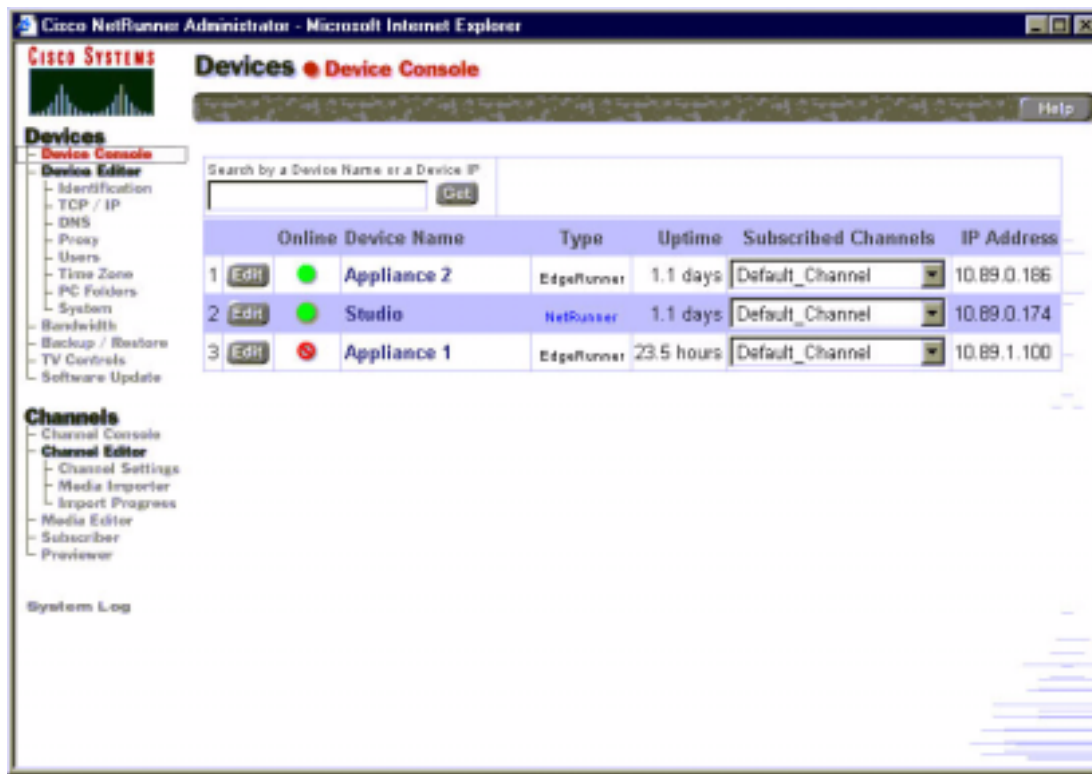 Cisco NetRunner Administrator - Microsoft Internet Explorer
CISCO SYSTEMS
Devices Device Console
Help
Devices
Device Console
Device Editor
Identification
TCP / IP
DNS
Proxy
Users
Time Zone
PC Folders
System
Bandwidth
Backup / Restore
TV Controls
Software Update
Channels
Channel Console
Channel Editor
Channel Settings
Media Importer
Import Progress
Media Editor
Subscriber
Previewer
System Log
Search by a Device Name or a Device IP
Get
Online Device Name Type Uptime Subscribed Channels IP Address
1 Edit Appliance 2 EdgeRunner 1.1 days Default_Channel 10.89.0.186
2 Edit Studio NetRunner 1.1 days Default_Channel 10.89.0.174
3 Edit Appliance 1 EdgeRunner 23.5 hours Default_Channel 10.89.1.100